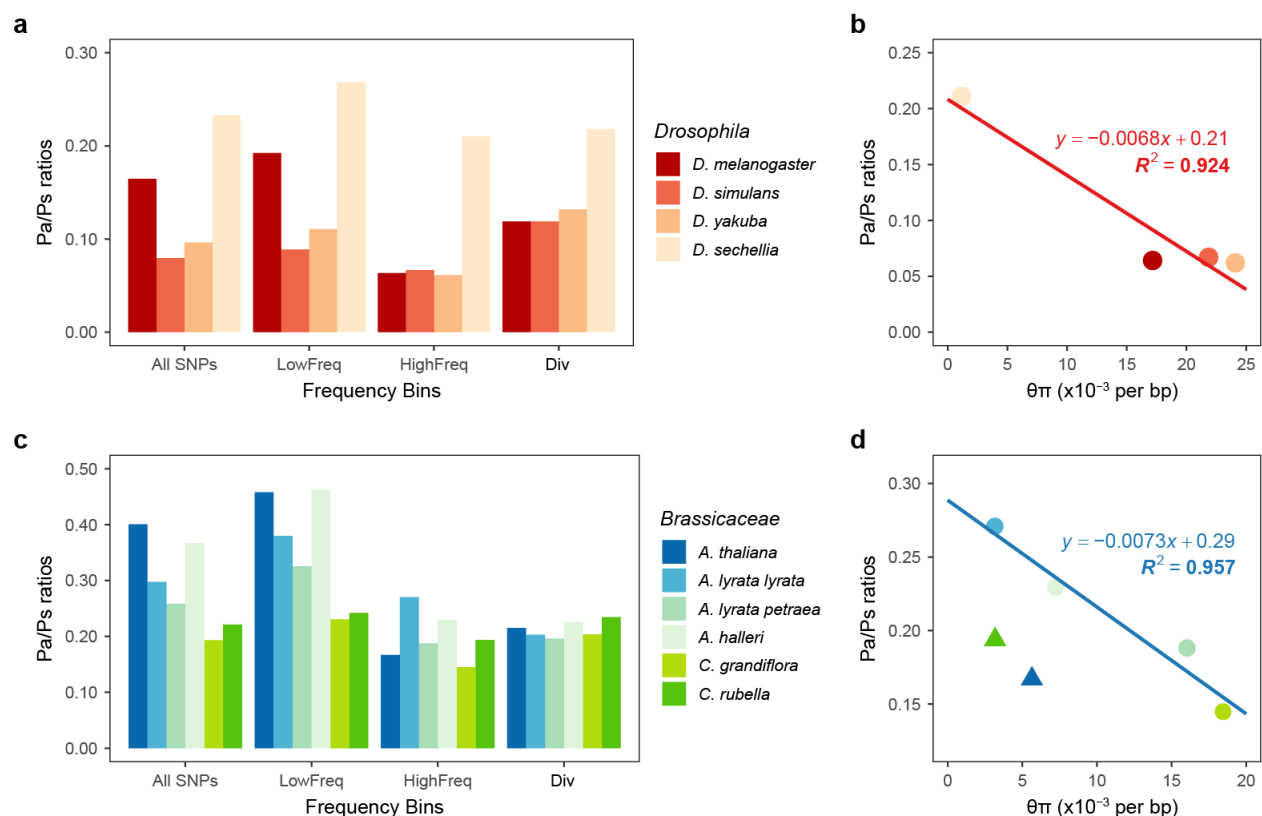 a
0.30
0.20
0.10
0.00
Pa/Ps ratios
All SNPs
LowFreq
HighFreq
Div
Frequency Bins
Drosophila
D. melanogaster
D. simulans
D. yakuba
D. sechellia
b
0.25
0.20
0.15
0.10
0.05
0.00
Pa/Ps ratios
y = −0.0068x + 0.21
R² = 0.924
0 5 10 15 20 25
θπ (x10⁻³ per bp)
c
0.50
0.40
0.30
0.20
0.10
0.00
Pa/Ps ratios
All SNPs
LowFreq
HighFreq
Div
Frequency Bins
Brassicaceae
A. thaliana
A. lyrata lyrata
A. lyrata petraea
A. halleri
C. grandiflora
C. rubella
d
0.30
0.25
0.20
0.15
Pa/Ps ratios
y = −0.0073x + 0.29
R² = 0.957
0 5 10 15 20
θπ (x10⁻³ per bp)